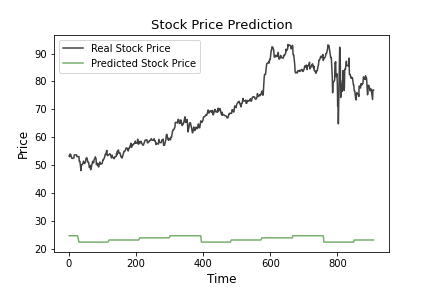 Stock Price Prediction
Real Stock Price
Predicted Stock Price
Price
90
80
70
60
50
40
30
20
0 200 400 600 800
Time